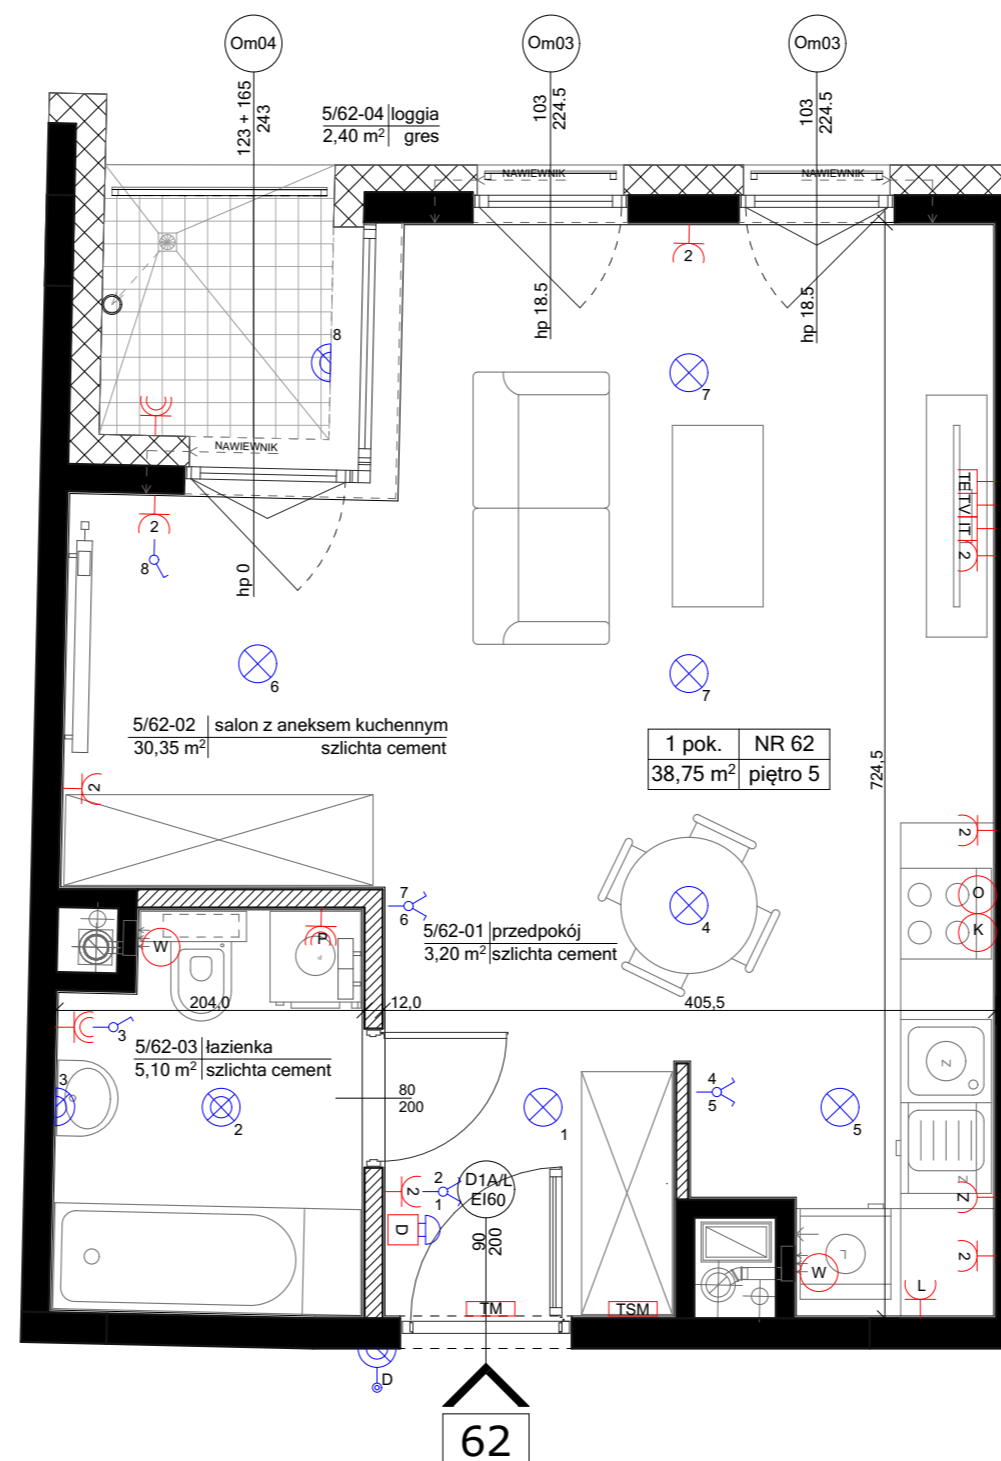 Om04
Om03
Om03
123 + 165
243
5/62-04 loggia
2,40 m² gres
103
224.5
103
224.5
NAWIEWNIK
NAWIEWNIK
2
hp 18.5
hp 18.5
8
7
NAWIEWNIK
TE TV IT
2
2
8
hp 0
6
7
5/62-02 salon z aneksem kuchennym
30,35 m² szlichta cement
1 pok. NR 62
38,75 m² piętro 5
724,5
2
2
7
6
O
K
4
5/62-01 przedpokój
3,20 m² szlichta cement
W
P
204,0
12,0
405,5
3
5/62-03 łazienka
5,10 m² szlichta cement
Z
3
2
80
200
1
4
5
5
Z
2
2
1
D1A/L
EI60
Z
D
90
200
2
L
W
L
TM
TSM
D
62